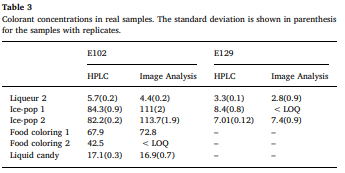 Table 3
Colorant concentrations in real samples. The standard deviation is shown in parenthesis
for the samples with replicates.
E102 E129
HPLC Image Analysis HPLC Image Analysis
Liqueur 2 5.7(0.2) 4.4(0.2) 3.3(0.1) 2.8(0.9)
Ice-pop 1 84.3(0.9) 111(2) 8.4(0.8) < LOQ
Ice-pop 2 82.2(0.2) 113.7(1.9) 7.01(0.12) 7.4(0.9)
Food coloring 1 67.9 72.8 – –
Food coloring 2 42.5 < LOQ – –
Liquid candy 17.1(0.3) 16.9(0.7) – –